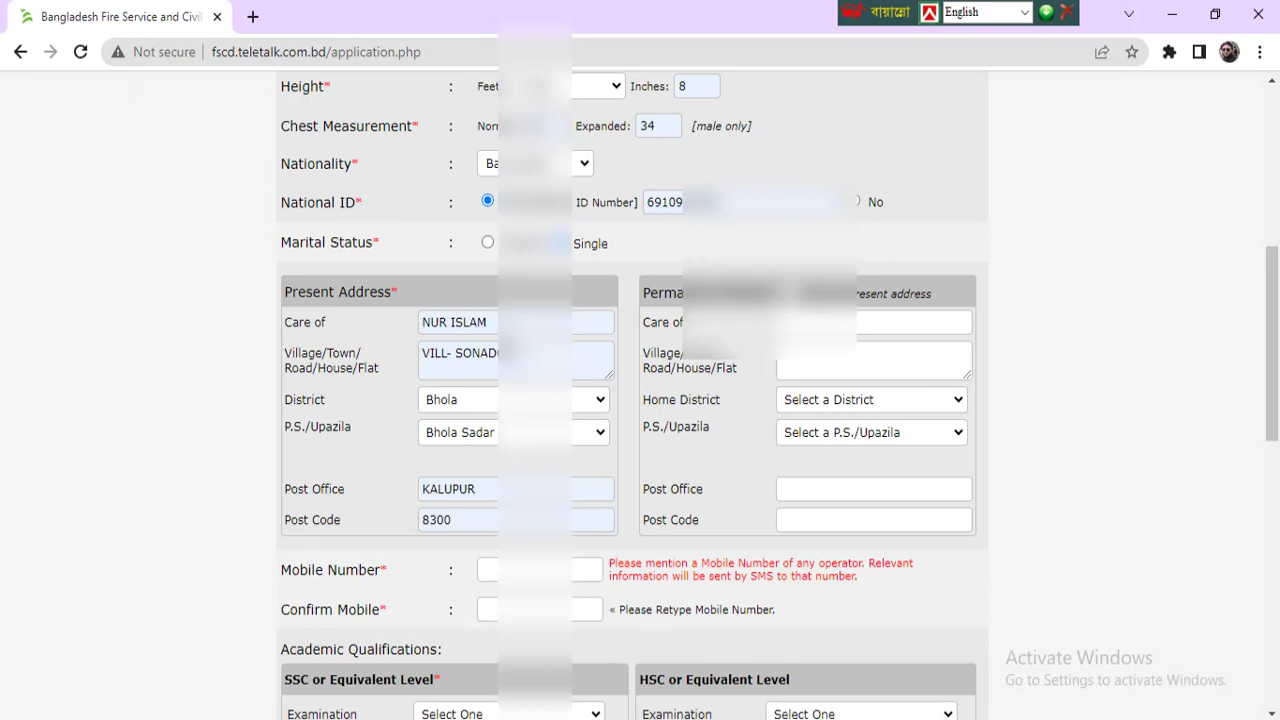 Bangladesh Fire Service and Civi
বায়ান্নো English
Not secure fscd.teletalk.com.bd/application.php
Height* : Feet Inches: 8
Chest Measurement* : Expanded: 34 [male only]
Nationality* :
National ID* : ID Number] 69109 No
Marital Status* : Single
Present Address*
Care of NUR ISLAM
Village/Town/ VILL-
Road/House/Flat
District Bhola
P.S./Upazila Bhola Sadar
Post Office KALUPUR
Post Code 8300
present address
Care of
Road/House/Flat
Home District Select a District
P.S./Upazila Select a P.S./Upazila
Post Office
Post Code
Mobile Number* : Please mention a Mobile Number of any operator. Relevant
information will be sent by SMS to that number.
Confirm Mobile* : « Please Retype Mobile Number.
Academic Qualifications:
SSC or Equivalent Level*
Examination Select One
HSC or Equivalent Level
Examination Select One
Activate Windows
Go to Settings to activate Windows.